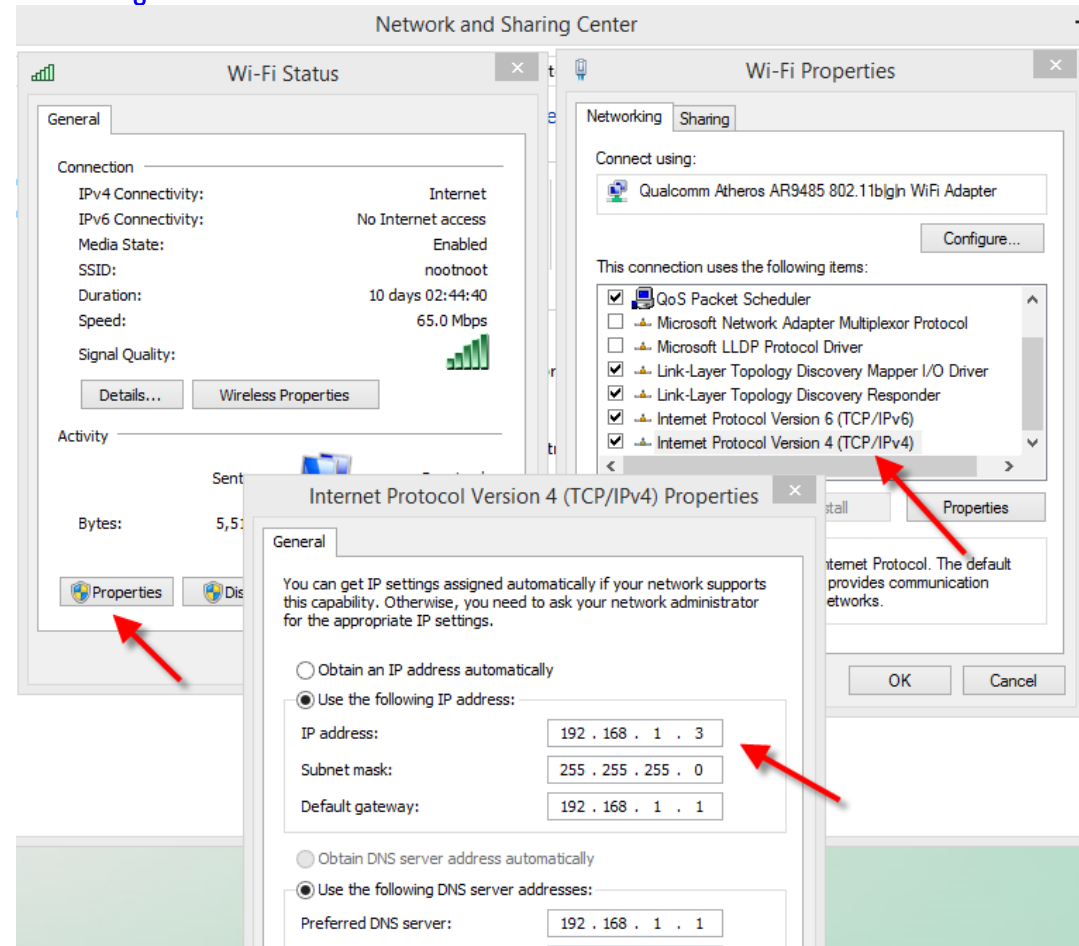 Network and Sharing Center
Wi-Fi Status
General
Connection
IPv4 Connectivity: Internet
IPv6 Connectivity: No Internet access
Media State: Enabled
SSID: nootnoot
Duration: 10 days 02:44:40
Speed: 65.0 Mbps
Signal Quality:
Details... Wireless Properties
Activity
Sent
Bytes: 5,51
Properties Dis
Wi-Fi Properties
Networking Sharing
Connect using:
Qualcomm Atheros AR9485 802.11b|g|n WiFi Adapter
Configure...
This connection uses the following items:
QoS Packet Scheduler
Microsoft Network Adapter Multiplexor Protocol
Microsoft LLDP Protocol Driver
Link-Layer Topology Discovery Mapper I/O Driver
Link-Layer Topology Discovery Responder
Internet Protocol Version 6 (TCP/IPv6)
Internet Protocol Version 4 (TCP/IPv4)
stall Properties
ternet Protocol. The default
provides communication
etworks.
OK Cancel
Internet Protocol Version 4 (TCP/IPv4) Properties
General
You can get IP settings assigned automatically if your network supports
this capability. Otherwise, you need to ask your network administrator
for the appropriate IP settings.
Obtain an IP address automatically
Use the following IP address:
IP address: 192 . 168 . 1 . 3
Subnet mask: 255 . 255 . 255 . 0
Default gateway: 192 . 168 . 1 . 1
Obtain DNS server address automatically
Use the following DNS server addresses:
Preferred DNS server: 192 . 168 . 1 . 1